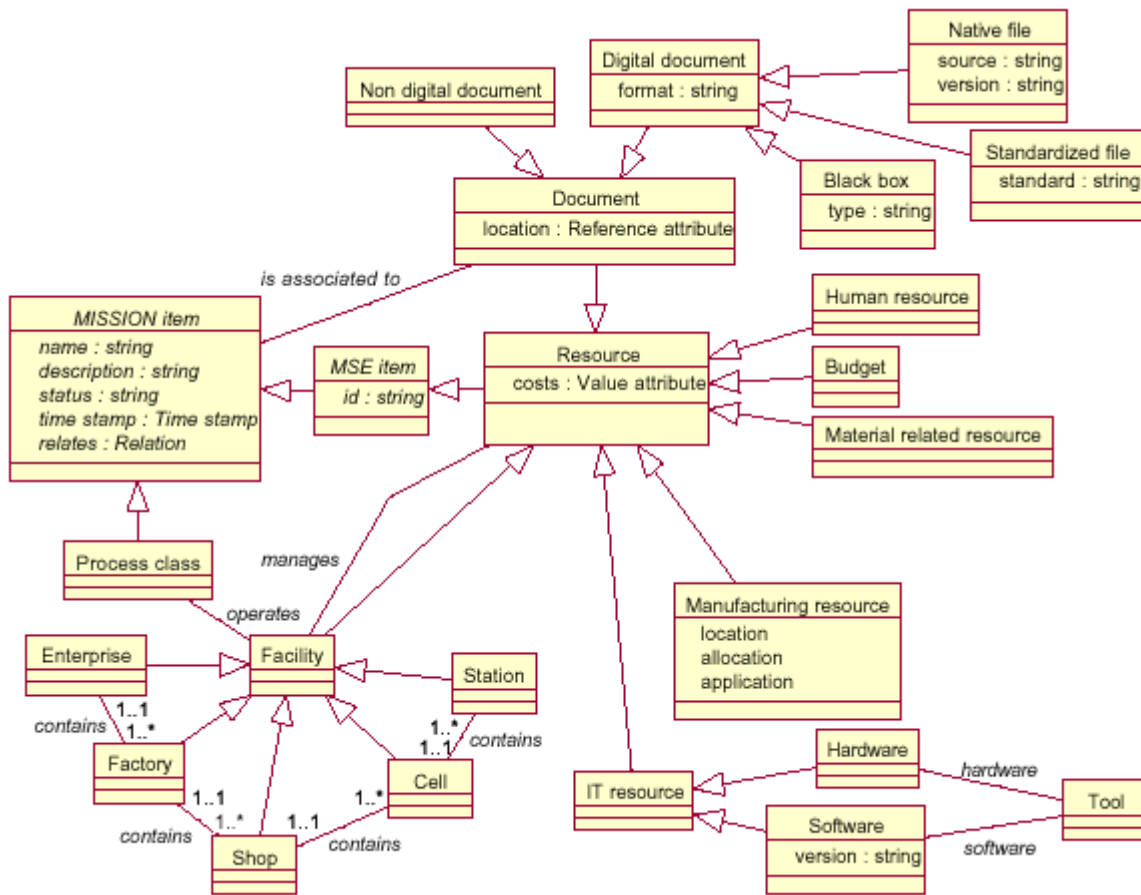 Native file
source : string
version : string
Digital document
format : string
Non digital document
Standardized file
standard : string
Black box
type : string
Document
location : Reference attribute
is associated to
Human resource
MISSION item
name : string
description : string
status : string
time stamp : Time stamp
relates : Relation
MSE item
id : string
Resource
costs : Value attribute
Budget
Material related resource
Process class
manages
operates
Manufacturing resource
location
allocation
application
Enterprise
Facility
Station
contains
1..1
1..*
1..*
1..1
contains
Factory
Cell
Hardware
hardware
IT resource
Tool
1..1
1..*
1..*
1..1
contains
contains
Shop
Software
version : string
software